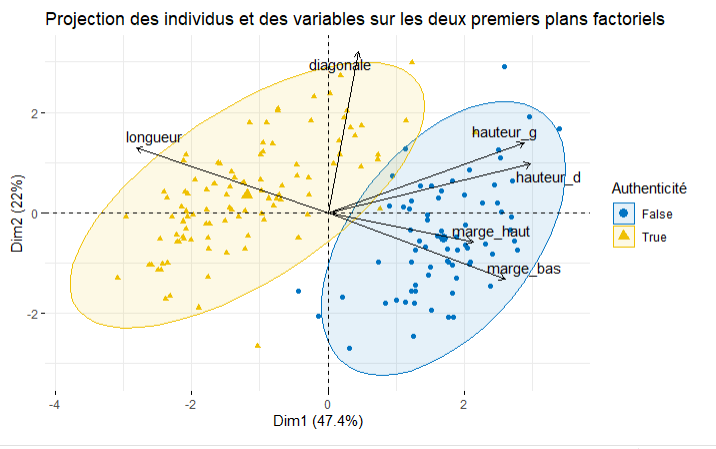 Projection des individus et des variables sur les deux premiers plans factoriels
diagonale
longueur
hauteur_g
hauteur_d
marge_haut
marge_bas
Dim2 (22%)
2
0
-2
-4
-2
0
2
Dim1 (47.4%)
Authenticité
False
True